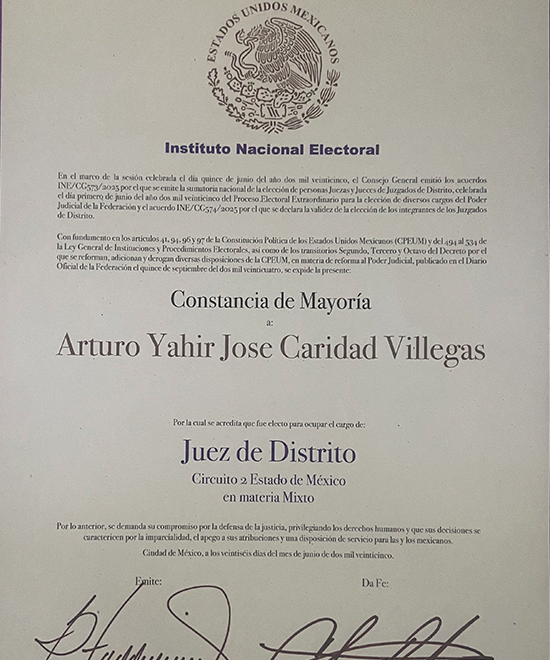 ESTADOS UNIDOS MEXICANOS
Instituto Nacional Electoral
En el marco de la sesión celebrada el día quince de junio del año dos mil veinticinco, el Consejo General emitió los acuerdos
INE/CG573/2025 por el que se emite la sumatoria nacional de la elección de personas Juezas y Jueces de Juzgados de Distrito, celebrada
el día primero de junio del año dos mil veinticinco del Proceso Electoral Extraordinario para la elección de diversos cargos del Poder
Judicial de la Federación y el acuerdo INE/CG574/2025 por el que se declara la validez de la elección de los integrantes de los Juzgados
de Distrito.
Con fundamento en los artículos 41, 94, 96 y 97 de la Constitución Política de los Estados Unidos Mexicanos (CPEUM) y del 494 al 534 de
la Ley General de Instituciones y Procedimientos Electorales, así como de los transitorios Segundo, Tercero y Octavo del Decreto por el
que se reforman, adicionan y derogan diversas disposiciones de la CPEUM, en materia de reforma al Poder Judicial, publicado en el Diario
Oficial de la Federación el quince de septiembre del dos mil veinticuatro, se expide la presente:
Constancia de Mayoría
a:
Arturo Yahir Jose Caridad Villegas
Por la cual se acredita que fue electo para ocupar el cargo de:
Juez de Distrito
Circuito 2 Estado de México
en materia Mixto
Por lo anterior, se demanda su compromiso por la defensa de la justicia, privilegiando los derechos humanos y que sus decisiones se
caractericen por la imparcialidad, el apego a sus atribuciones y una disposición de servicio para las y los mexicanos.
Ciudad de México, a los veintiséis días del mes de junio de dos mil veinticinco.
Emite: Da Fe: